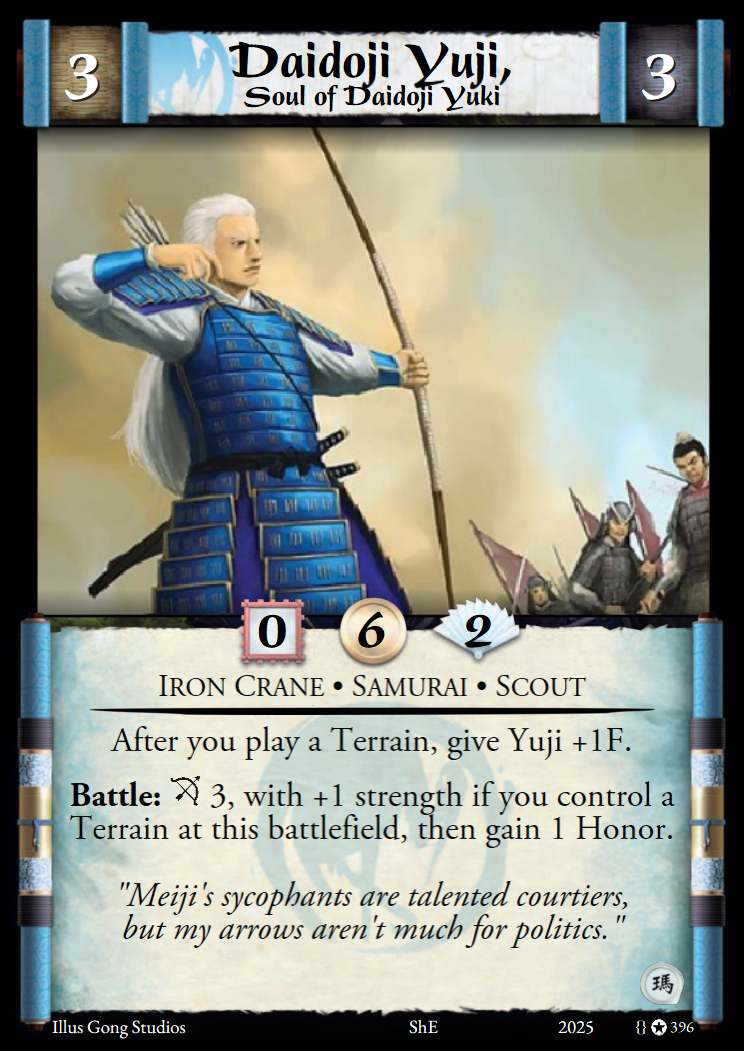 3
Daidoji Yuji,
3
Soul of Daidoji Yuki
0 6 2
IRON CRANE • SAMURAI • SCOUT
After you play a Terrain, give Yuji +1F.
Battle: 3, with +1 strength if you control a
Terrain at this battlefield, then gain 1 Honor.
"Meiji's sycophants are talented courtiers,
but my arrows aren't much for politics."
瑪
Illus Gong Studios ShE 2025 {} ✪ 396